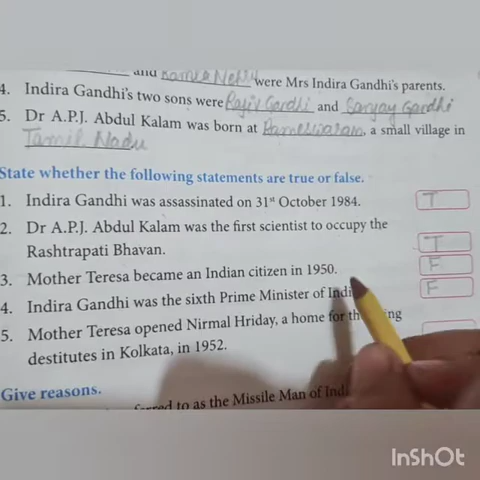 and Kamla Nehru were Mrs Indira Gandhi's parents.
4. Indira Gandhi's two sons were Rajiv Gandhi and Sanjay Gandhi
5. Dr A.P.J. Abdul Kalam was born at Rameswaram, a small village in
Tamil Nadu
State whether the following statements are true or false.
1. Indira Gandhi was assassinated on 31st October 1984. T
2. Dr A.P.J. Abdul Kalam was the first scientist to occupy the
Rashtrapati Bhavan. T
3. Mother Teresa became an Indian citizen in 1950. F
4. Indira Gandhi was the sixth Prime Minister of Indi F
5. Mother Teresa opened Nirmal Hriday, a home for th ing
destitutes in Kolkata, in 1952.
Give reasons.
to as the Missile Man of Ind
InShOt